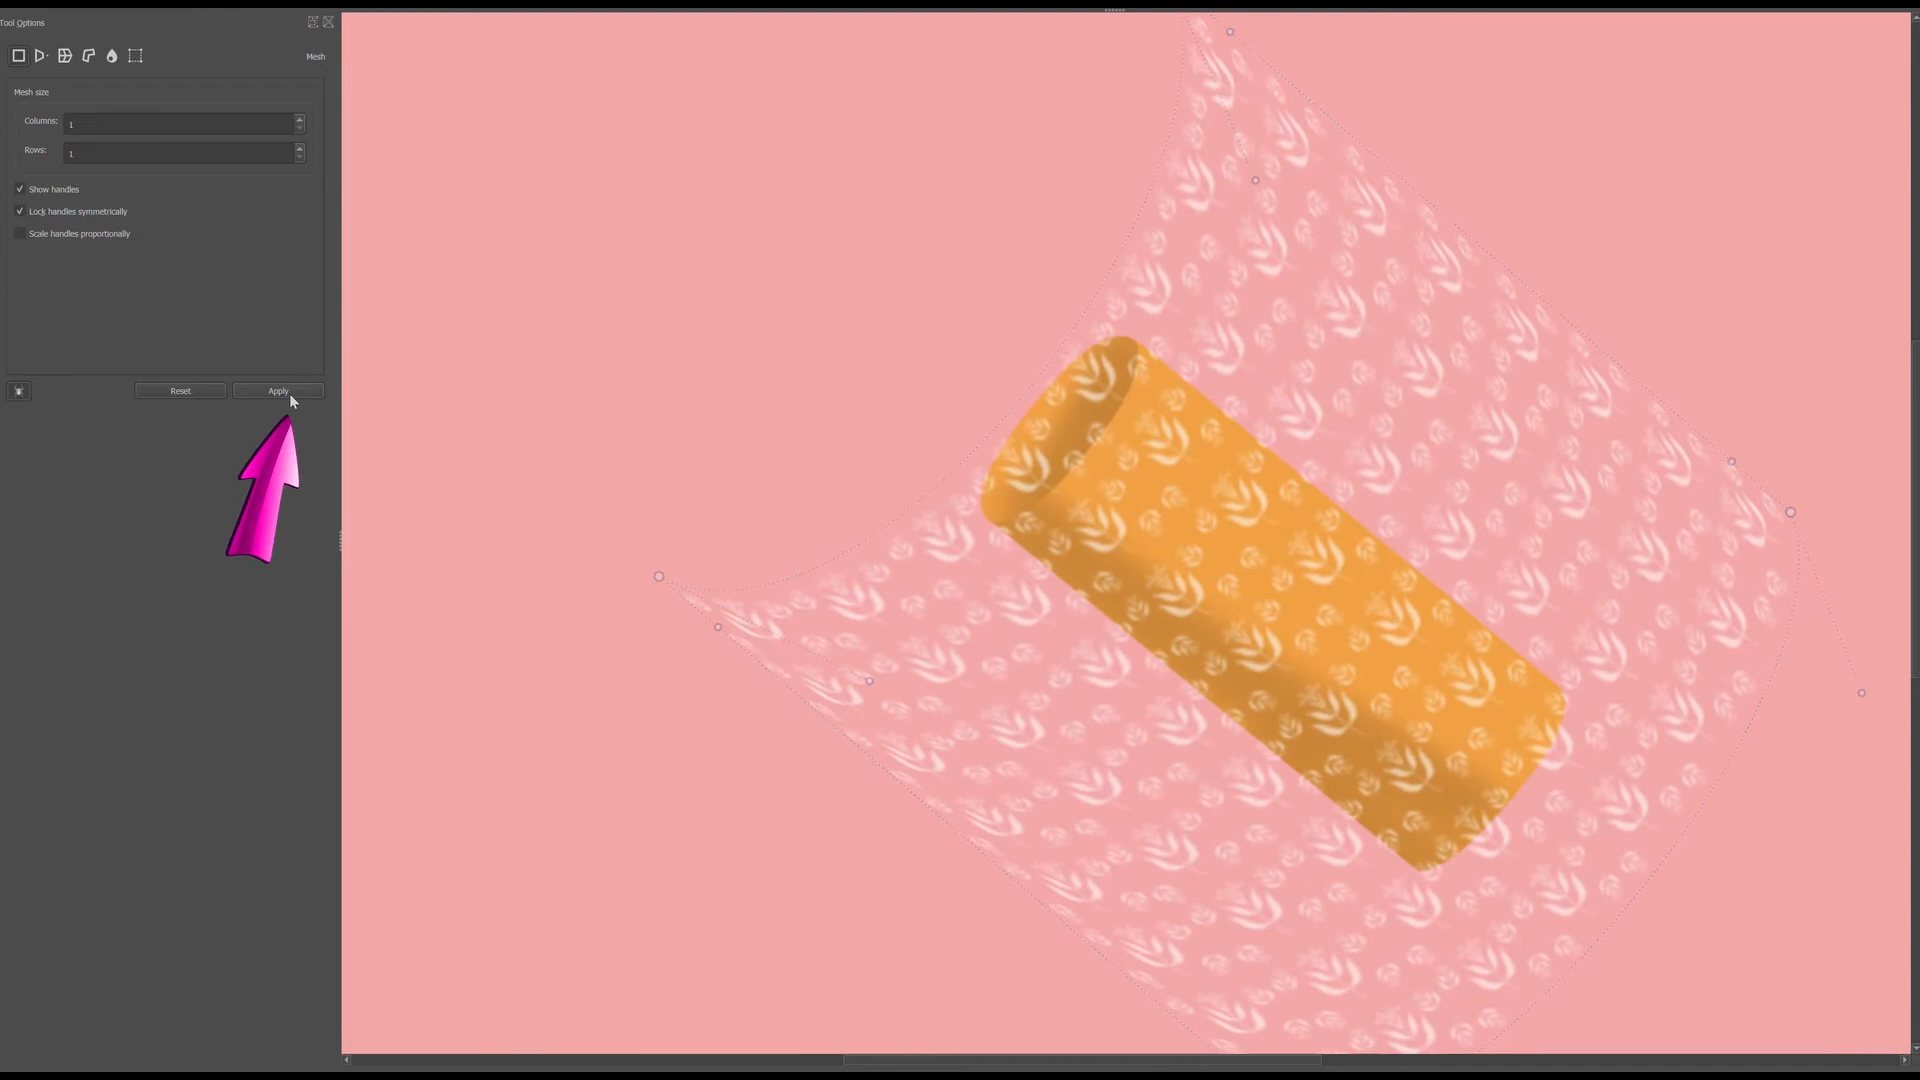 Tool Options
Mesh
Mesh size
Columns: 1
Rows: 1
Show handles
Lock handles symmetrically
Scale handles proportionally
Reset
Apply